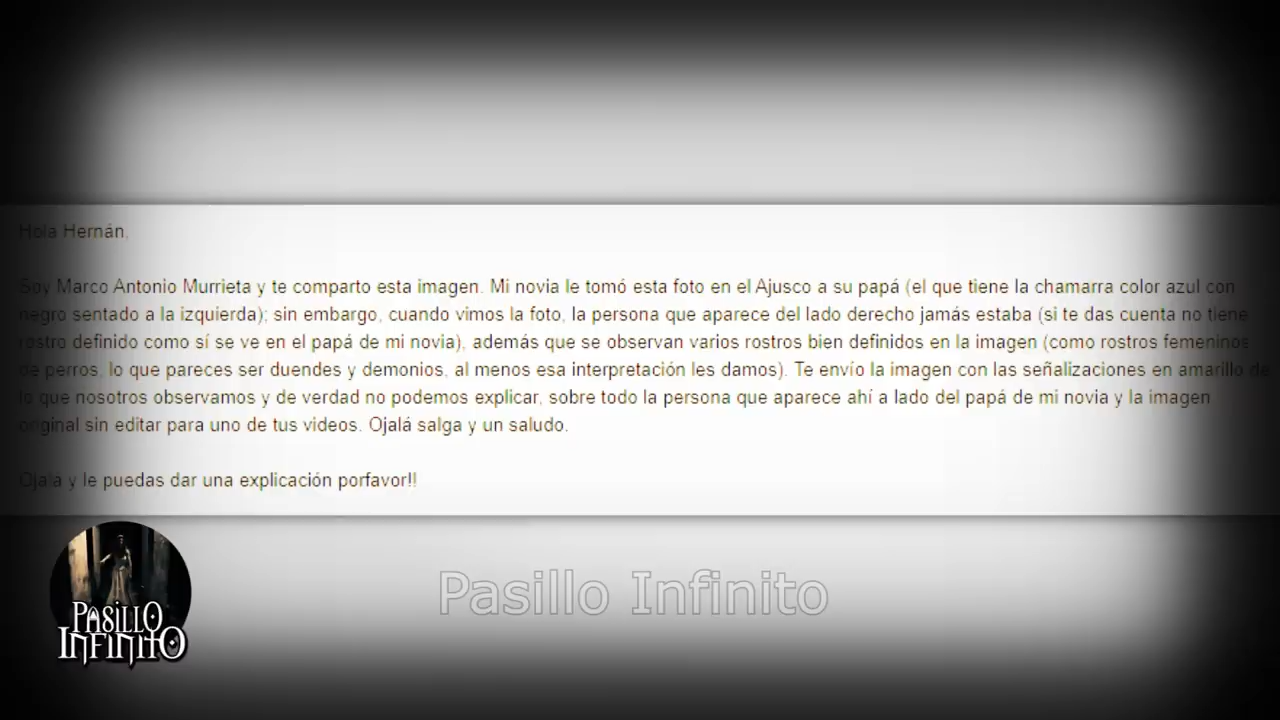 Hola Hernán,
Soy Marco Antonio Murrieta y te comparto esta imagen. Mi novia le tomó esta foto en el Ajusco a su papá (el que tiene la chamarra color azul con
negro sentado a la izquierda); sin embargo, cuando vimos la foto, la persona que aparece del lado derecho jamás estaba (si te das cuenta no tiene
rostro definido como sí se ve en el papá de mi novia), además que se observan varios rostros bien definidos en la imagen (como rostros femeninos
de perros, lo que pareces ser duendes y demonios, al menos esa interpretación les damos). Te envío la imagen con las señalizaciones en amarillo de
lo que nosotros observamos y de verdad no podemos explicar, sobre todo la persona que aparece ahí a lado del papá de mi novia y la imagen
original sin editar para uno de tus videos. Ojalá salga y un saludo.
Ojalá y le puedas dar una explicación porfavor!!
Pasillo Infinito
PASILLO
INFINITO